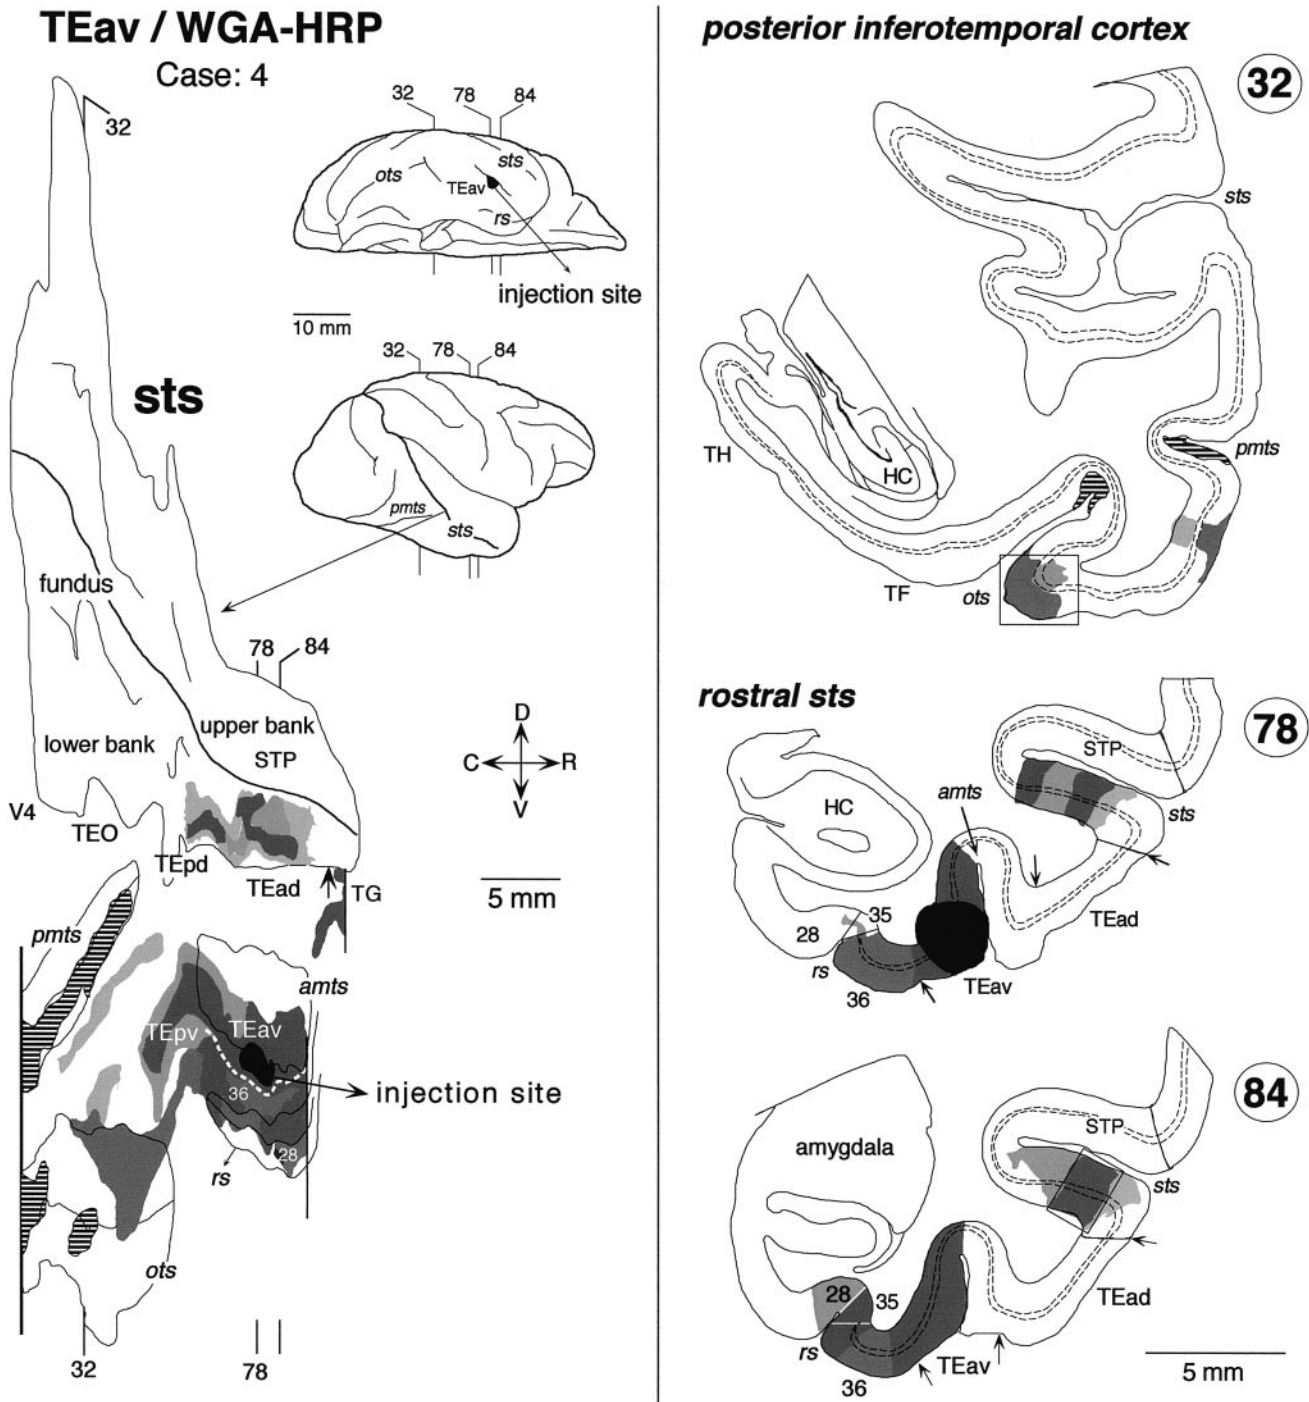 TEav / WGA-HRP
Case: 4
32
32 78 84
ots
sts
TEav
rs
injection site
10 mm
32 78 84
sts
pmts
sts
fundus
78 84
upper bank
STP
lower bank
D
C R
V
V4
TEO
TEpd
TEad
TG
5 mm
pmts
amts
TEpv
TEav
36
injection site
28
rs
ots
32
78
posterior inferotemporal cortex
32
sts
pmts
TH
HC
TF
ots
rostral sts
78
STP
HC
amts
sts
35
28
TEad
rs
TEav
36
84
STP
amygdala
sts
28
35
TEad
rs
TEav
36
5 mm